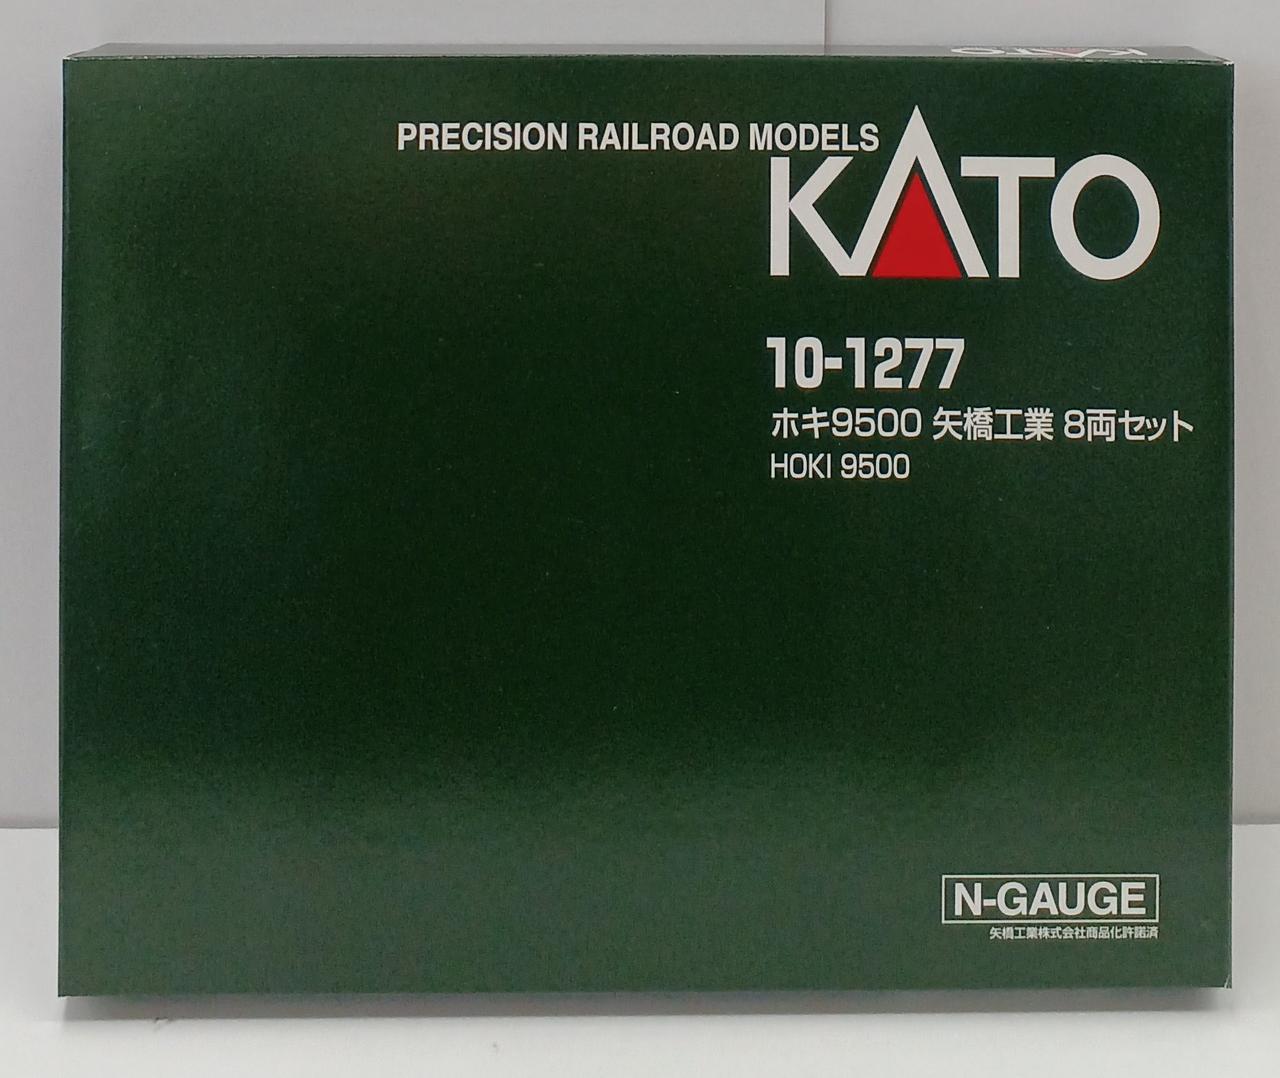 KATO
PRECISION RAILROAD MODELS
KATO
10-1277
ホキ9500 矢橋工業 8両セット
HOKI 9500
N-GAUGE
矢橋工業株式会社商品化許諾済